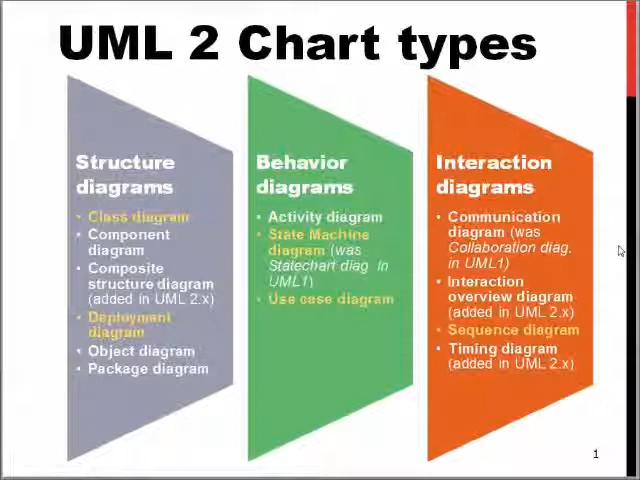 UML 2 Chart types
Structure
diagrams
• Class diagram
• Component
diagram
• Composite
structure diagram
(added in UML 2.x)
• Deployment
diagram
• Object diagram
• Package diagram
Behavior
diagrams
• Activity diagram
• State Machine
diagram (was
Statechart diag in
UML1)
• Use case diagram
Interaction
diagrams
• Communication
diagram (was
Collaboration diag.
in UML1)
• Interaction
overview diagram
(added in UML 2.x)
• Sequence diagram
• Timing diagram
(added in UML 2.x)
1